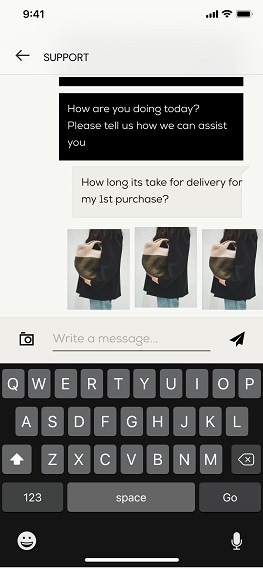 9:41
SUPPORT
How are you doing today?
Please tell us how we can assist
you
How long its take for delivery for
my 1st purchase?
Write a message...
Q W E R T Y U I O P
A S D F G H J K L
Z X C V B N M
123 space Go